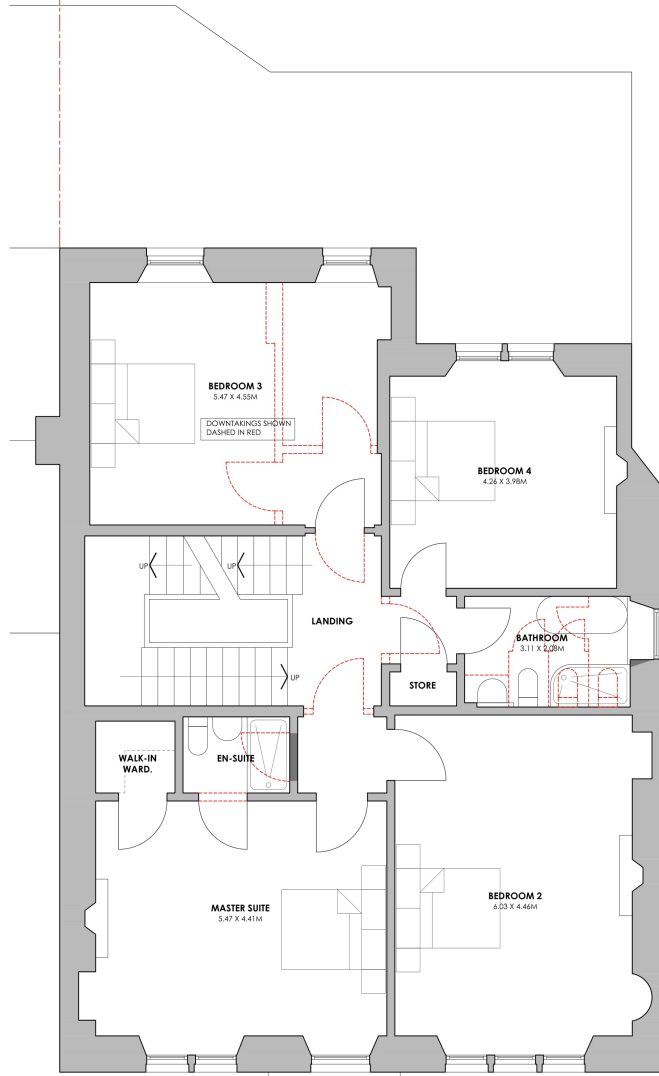 BEDROOM 3
5.47 X 4.55M
DOWNTAKINGS SHOWN
DASHED IN RED
BEDROOM 4
4.26 X 3.98M
UP
UP
LANDING
BATHROOM
3.11 X 2.08M
UP
STORE
WALK-IN
WARD.
EN-SUITE
MASTER SUITE
5.47 X 4.41M
BEDROOM 2
6.03 X 4.46M